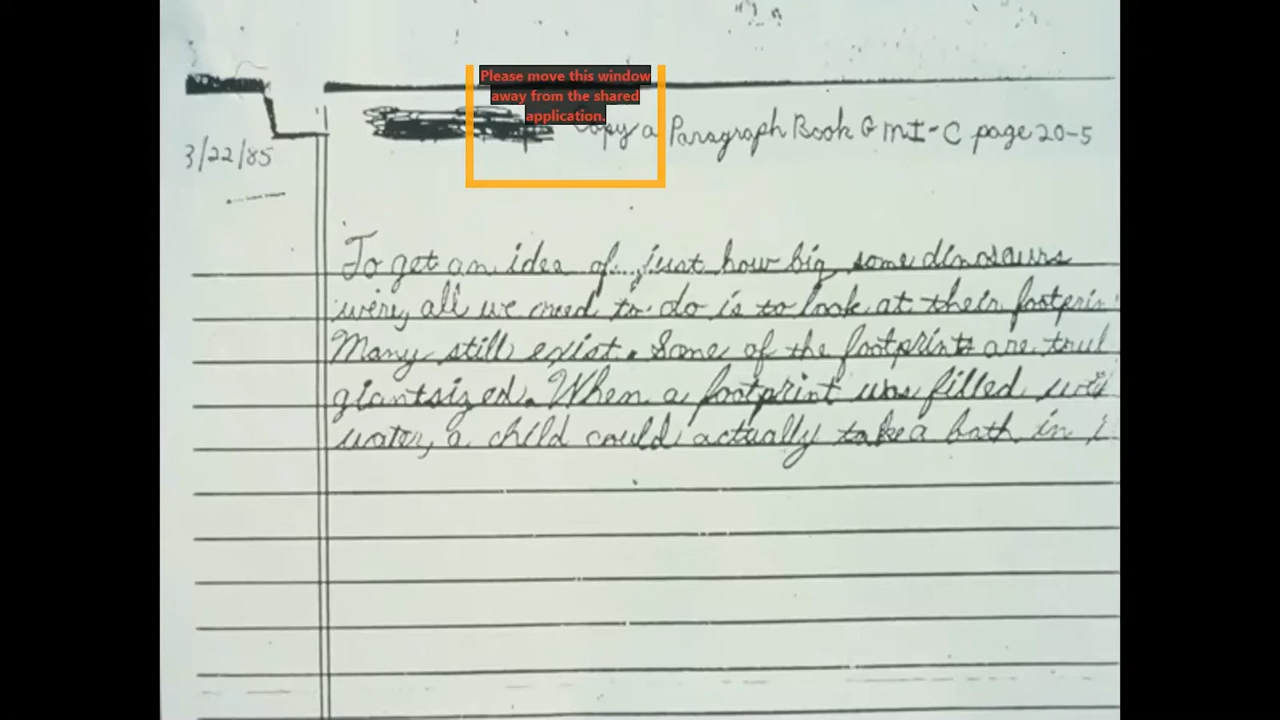 Please move this window
away from the shared
application.
Copy a Paragraph Book G MI-C page 20-5
3/22/85
To get an idea of just how big some dinosaurs
were, all we need to do is to look at their footprin
Many still exist. Some of the footprints are trul
giantsized. When a footprint was filled wit
water, a child could actually take a bath in i